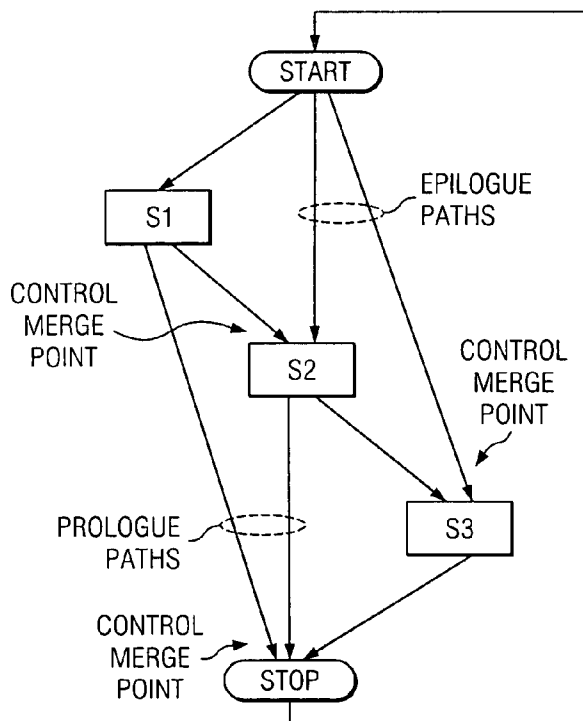 START
EPILOGUE
PATHS
S1
CONTROL
MERGE
POINT
S2
CONTROL
MERGE
POINT
S3
PROLOGUE
PATHS
CONTROL
MERGE
POINT
STOP